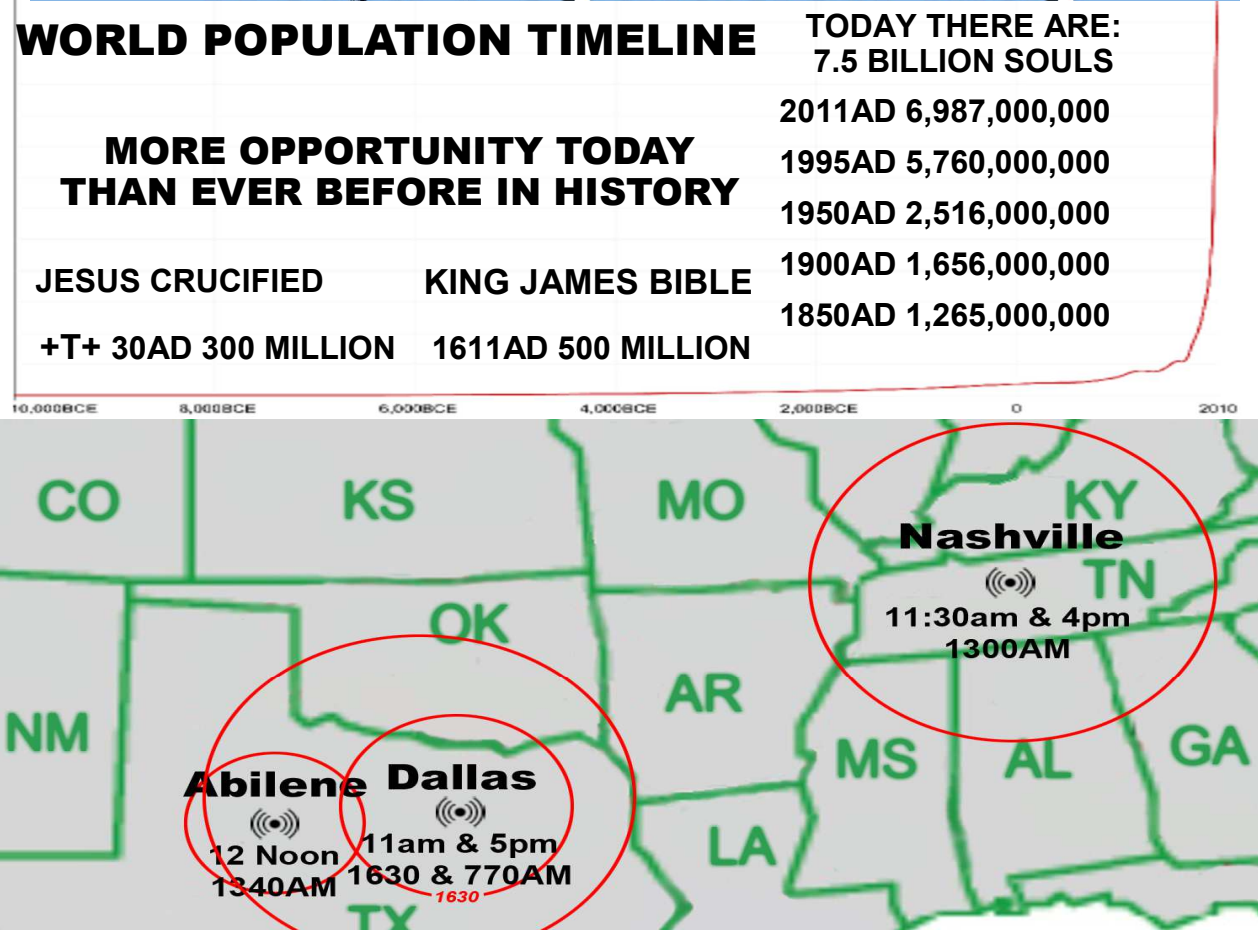 WORLD POPULATION TIMELINE
TODAY THERE ARE:
7.5 BILLION SOULS
2011AD 6,987,000,000
MORE OPPORTUNITY TODAY
THAN EVER BEFORE IN HISTORY
1995AD 5,760,000,000
1950AD 2,516,000,000
1900AD 1,656,000,000
1850AD 1,265,000,000
JESUS CRUCIFIED
+T+ 30AD 300 MILLION
KING JAMES BIBLE
1611AD 500 MILLION
10,000BCE 8,000BCE 6,000BCE 4,000BCE 2,000BCE 0 2010
CO KS MO KY
Nashville
TN
11:30am & 4pm
1300AM
OK
AR
NM MS AL GA
Abilene
12 Noon
1340AM
Dallas
11am & 5pm
1630 & 770AM
1630
LA
TX